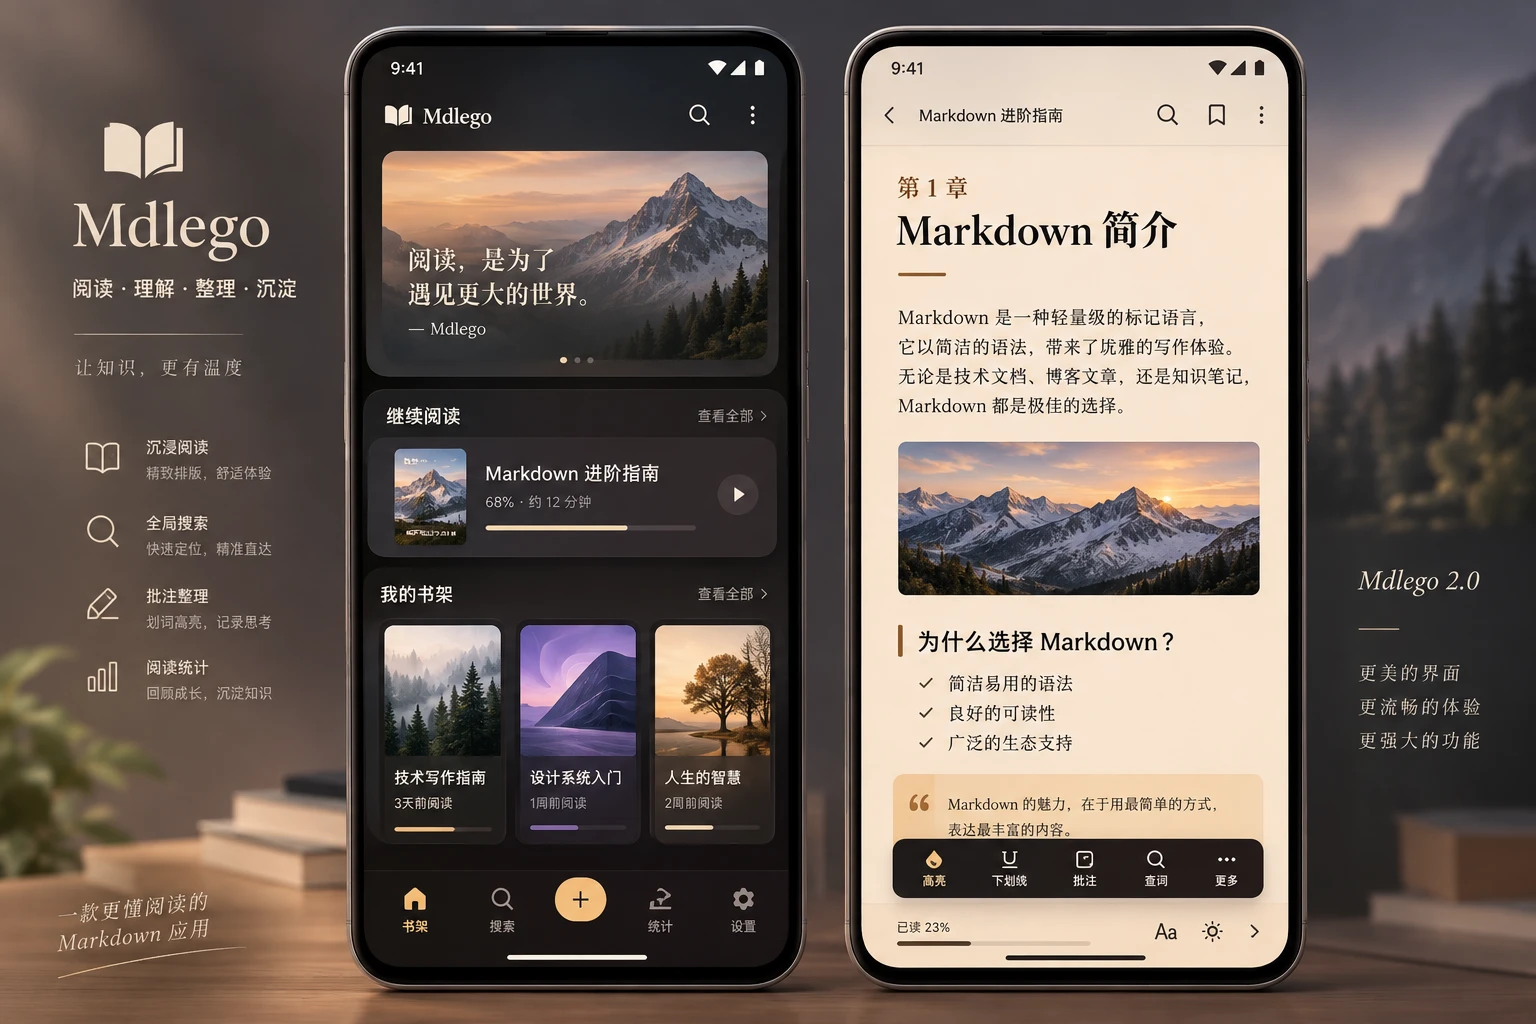 Mdlego
阅读 · 理解 · 整理 · 沉淀
让知识，更有温度
沉浸阅读
精致排版，舒适体验
全局搜索
快速定位，精准直达
批注整理
划词高亮，记录思考
阅读统计
回顾成长，沉淀知识
一款更懂阅读的
Markdown 应用
9:41
Mdlego
阅读，是为了
遇见更大的世界。
— Mdlego
继续阅读
查看全部
Markdown 进阶指南
68% · 约 12 分钟
我的书架
查看全部
技术写作指南
3天前阅读
设计系统入门
1周前阅读
人生的智慧
2周前阅读
书架
搜索
统计
设置
9:41
Markdown 进阶指南
第 1 章
Markdown 简介
Markdown 是一种轻量级的标记语言，
它以简洁的语法，带来了优雅的写作体验。
无论是技术文档、博客文章，还是知识笔记，
Markdown 都是极佳的选择。
为什么选择 Markdown？
简洁易用的语法
良好的可读性
广泛的生态支持
Markdown 的魅力，在于用最简单的方式，
表达最丰富的内容。
高亮
下划线
批注
查词
更多
已读 23%
Aa
Mdlego 2.0
更美的界面
更流畅的体验
更强大的功能